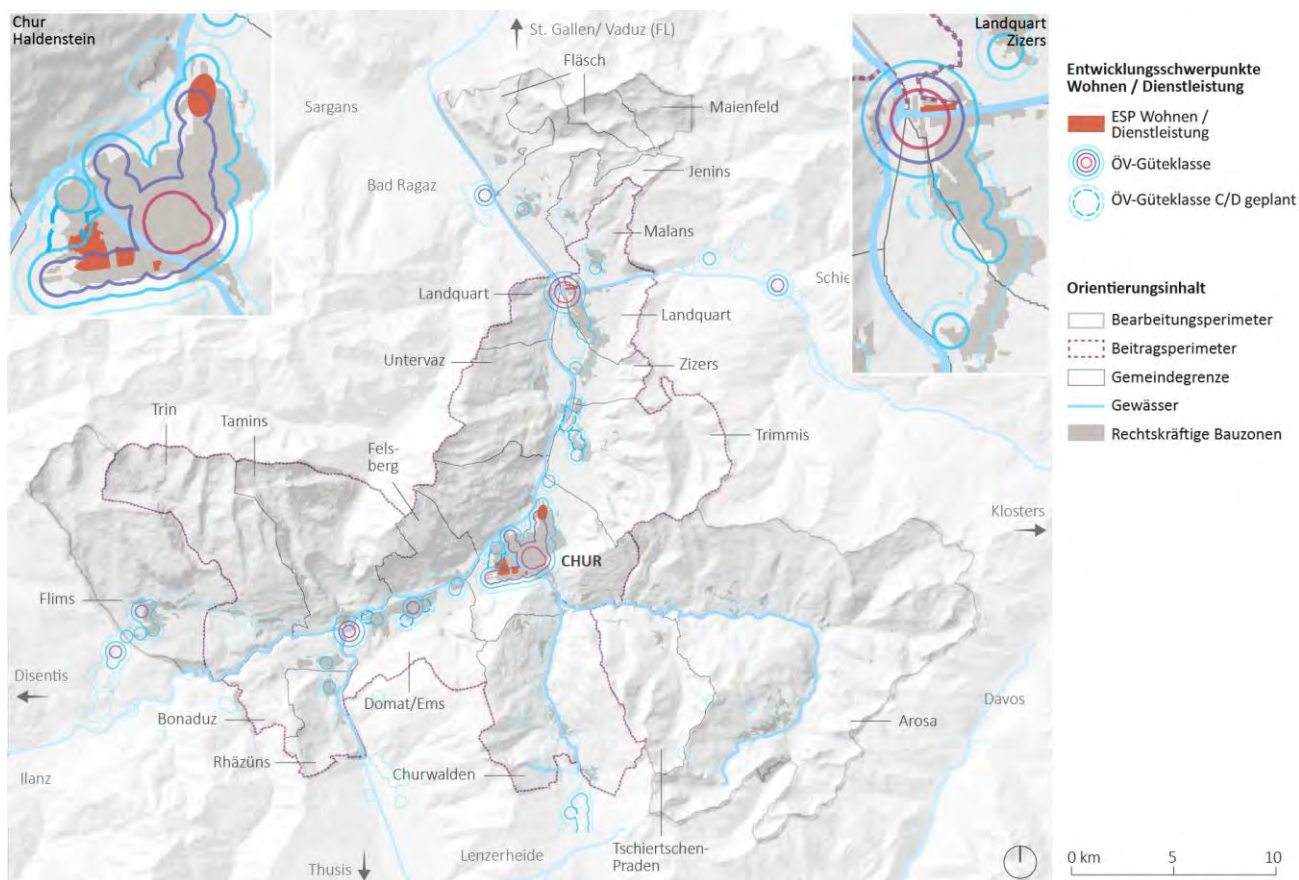 Chur
Haldenstein
St. Gallen/ Vaduz (FL)
Fläsch
Sargans
Maienfeld
Jenins
Bad Ragaz
Malans
Landquart
Schie
Landquart
Untervaz
Zizers
Trin
Tamins
Fels-
berg
Trimmis
Klosters
CHUR
Flims
Disentis
Domat/Ems
Bonaduz
Davos
Arosa
Rhäzüns
Ilanz
Churwalden
Tschiertschen-
Praden
Lenzerheide
Thusis
Landquart
Zizers
Entwicklungsschwerpunkte
Wohnen / Dienstleistung
ESP Wohnen /
Dienstleistung
ÖV-Güteklasse
ÖV-Güteklasse C/D geplant
Orientierungsinhalt
Bearbeitungsperimeter
Beitragsperimeter
Gemeindegrenze
Gewässer
Rechtskräftige Bauzonen
0 km 5 10